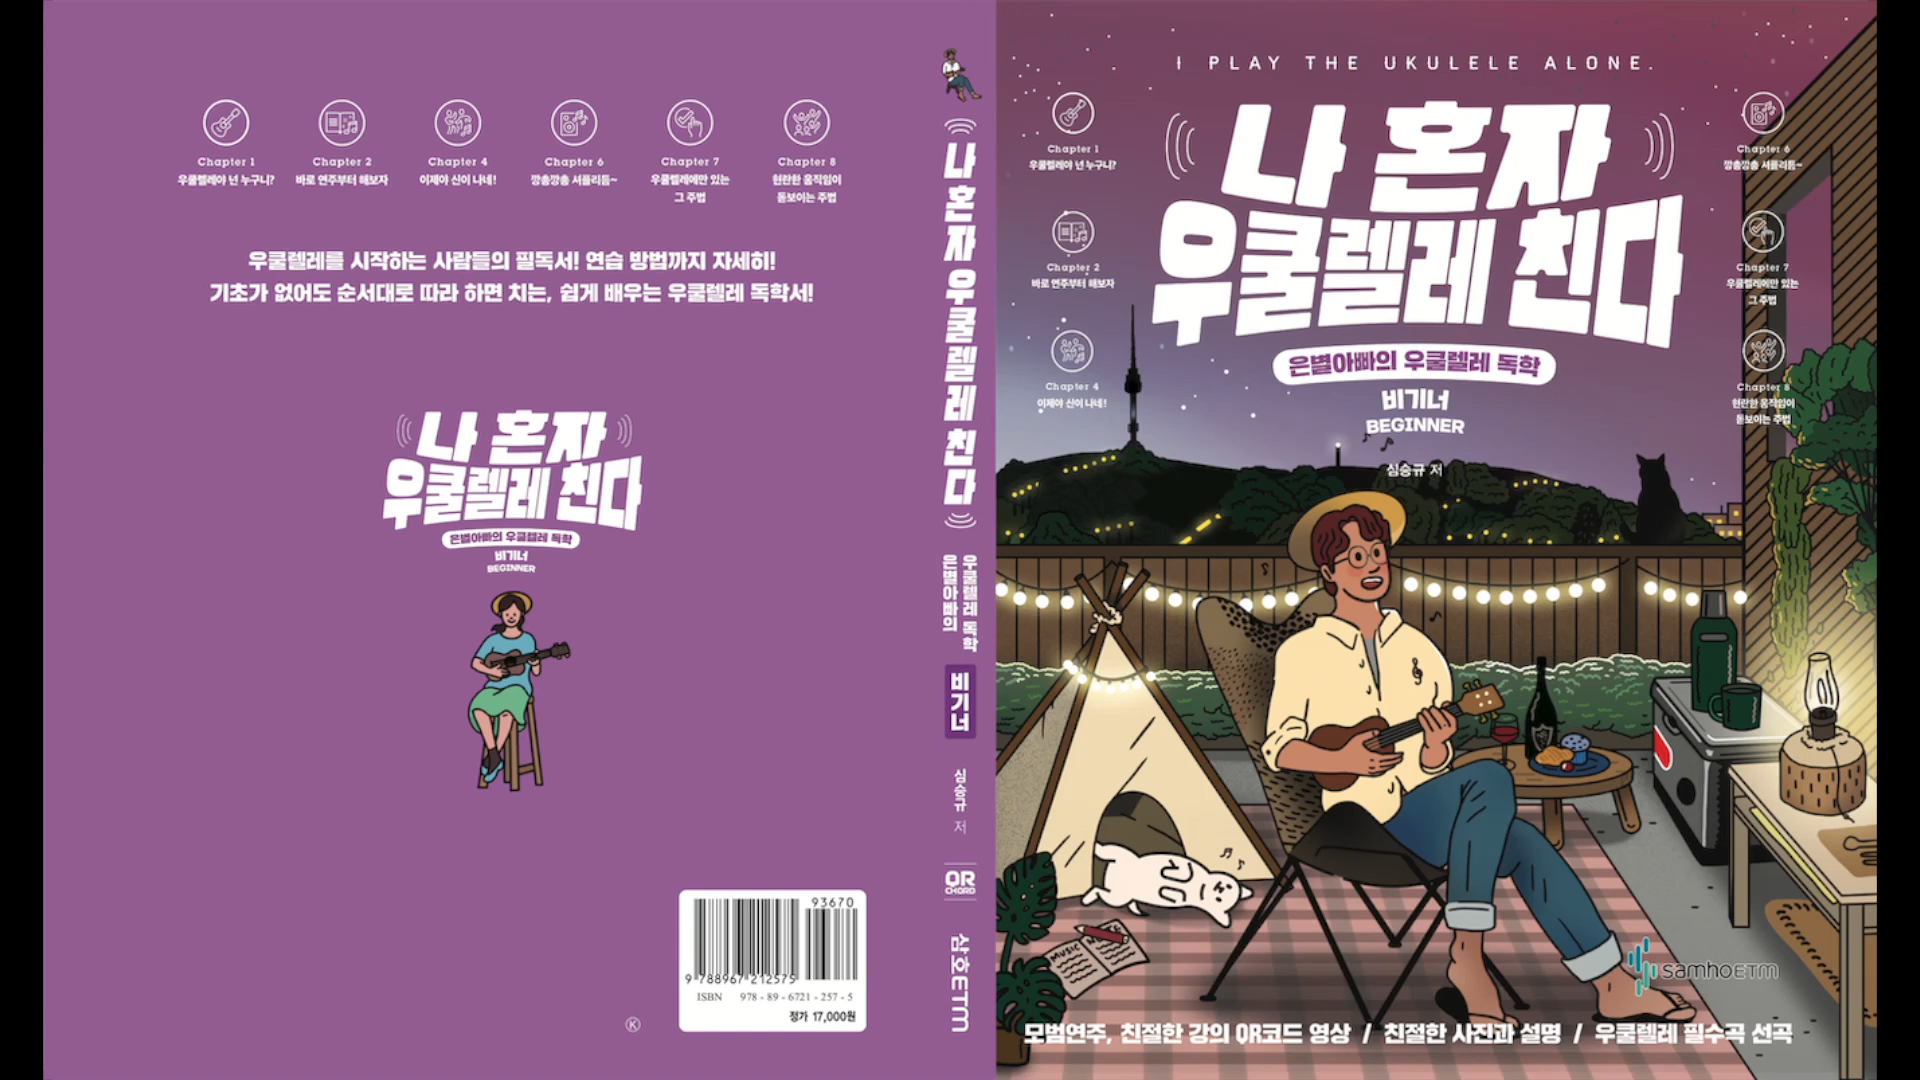 Chapter 1
우쿨렐레야 넌 누구니?
Chapter 2
바로 연주부터 해보자
Chapter 4
이제야 신이 나네!
Chapter 6
깡총깡총 셔플리듬~
Chapter 7
우쿨렐레에만 있는
그 주법
Chapter 8
현란한 움직임이
돋보이는 주법
우쿨렐레를 시작하는 사람들의 필독서! 연습 방법까지 자세히!
기초가 없어도 순서대로 따라 하면 치는, 쉽게 배우는 우쿨렐레 독학서!
나 혼자
우쿨렐레 친다
은별아빠의 우쿨렐레 독학
비기너
BEGINNER
93670
9 788967 212575
ISBN 978 - 89 - 6721 - 257 - 5
정가 17,000원
K
나 혼자 우쿨렐레 친다
은별아빠의
우쿨렐레 독학
비기너
심승규 저
QR
CHORD
삼호ETM
I PLAY THE UKULELE ALONE.
나 혼자
우쿨렐레 친다
은별아빠의 우쿨렐레 독학
비기너
BEGINNER
심승규 저
Chapter 1
우쿨렐레야 넌 누구니?
Chapter 2
바로 연주부터 해보자
Chapter 4
이제야 신이 나네!
Chapter 6
깡총깡총 셔플리듬~
Chapter 7
우쿨렐레에만 있는
그 주법
Chapter 8
현란한 움직임이
돋보이는 주법
MUSIC NOTE
samhoETM
모범연주, 친절한 강의 QR코드 영상 / 친절한 사진과 설명 / 우쿨렐레 필수곡 선곡